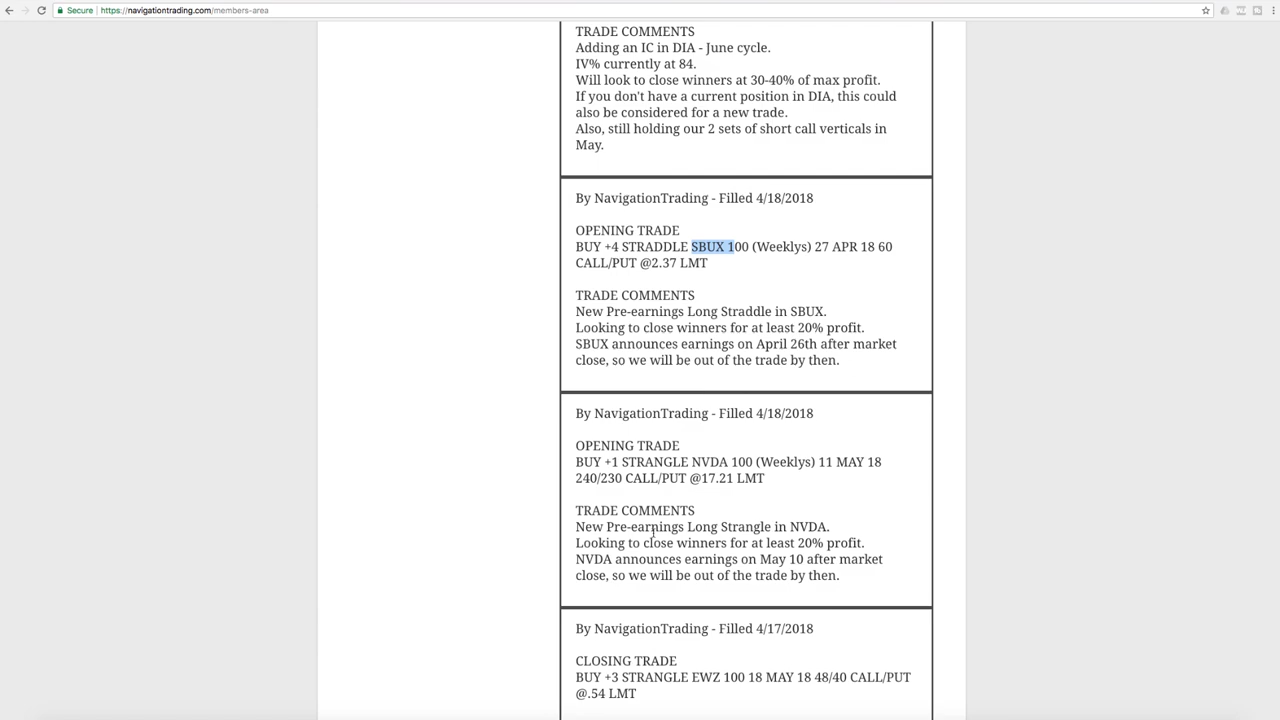 Secure
https://navigationtrading.com/members-area
TRADE COMMENTS
Adding an IC in DIA - June cycle.
IV% currently at 84.
Will look to close winners at 30-40% of max profit.
If you don't have a current position in DIA, this could
also be considered for a new trade.
Also, still holding our 2 sets of short call verticals in
May.
By NavigationTrading - Filled 4/18/2018
OPENING TRADE
BUY +4 STRADDLE SBUX 100 (Weeklys) 27 APR 18 60
CALL/PUT @2.37 LMT
TRADE COMMENTS
New Pre-earnings Long Straddle in SBUX.
Looking to close winners for at least 20% profit.
SBUX announces earnings on April 26th after market
close, so we will be out of the trade by then.
By NavigationTrading - Filled 4/18/2018
OPENING TRADE
BUY +1 STRANGLE NVDA 100 (Weeklys) 11 MAY 18
240/230 CALL/PUT @17.21 LMT
TRADE COMMENTS
New Pre-earnings Long Strangle in NVDA.
Looking to close winners for at least 20% profit.
NVDA announces earnings on May 10 after market
close, so we will be out of the trade by then.
By NavigationTrading - Filled 4/17/2018
CLOSING TRADE
BUY +3 STRANGLE EWZ 100 18 MAY 18 48/40 CALL/PUT
@.54 LMT